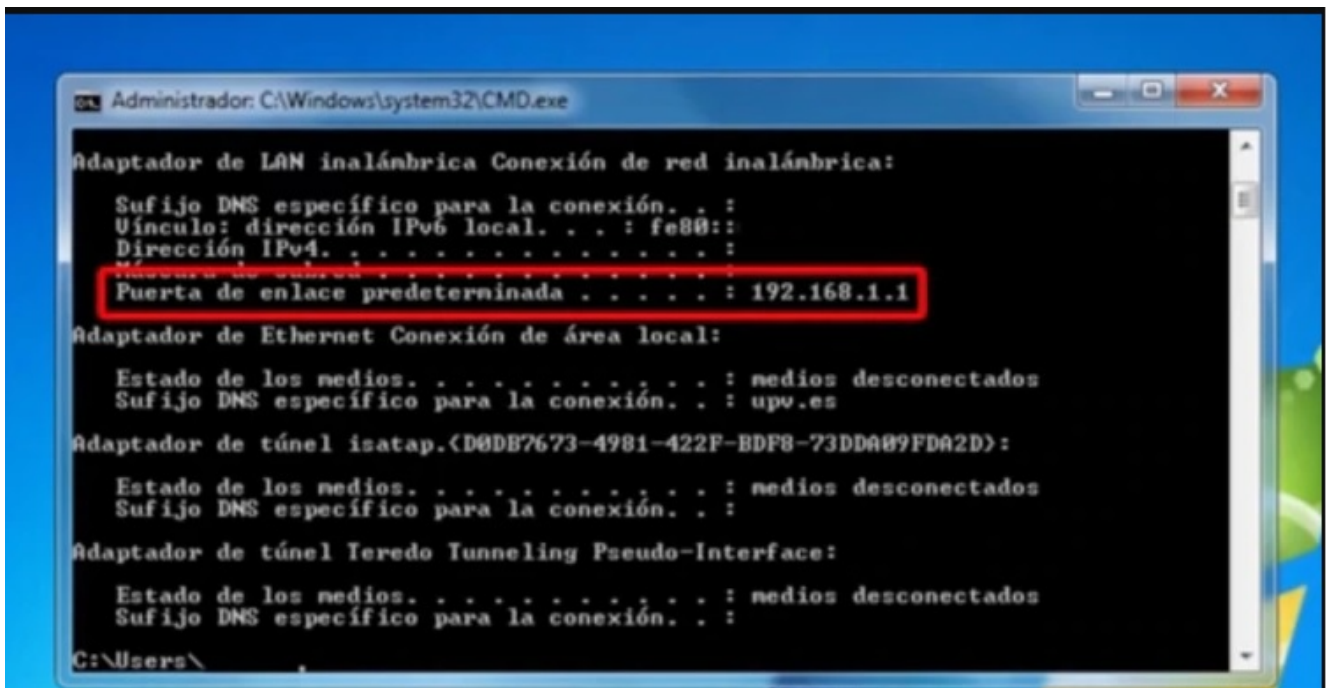 Administrador: C:\Windows\system32\CMD.exe
Adaptador de LAN inalámbrica Conexión de red inalámbrica:
Sufijo DNS específico para la conexión. . :
Vínculo: dirección IPv6 local. . . : fe80::
Dirección IPv4. . . . . . . . . . . . . . :
Máscara de subred . . . . . . . . . . . . :
Puerta de enlace predeterminada . . . . . : 192.168.1.1
Adaptador de Ethernet Conexión de área local:
Estado de los medios. . . . . . . . . . . : medios desconectados
Sufijo DNS específico para la conexión. . : upv.es
Adaptador de túnel isatap.{D0DB7673-4981-422F-BDF8-73DDA09FDA2D}:
Estado de los medios. . . . . . . . . . . : medios desconectados
Sufijo DNS específico para la conexión. . :
Adaptador de túnel Teredo Tunneling Pseudo-Interface:
Estado de los medios. . . . . . . . . . . : medios desconectados
Sufijo DNS específico para la conexión. . :
C:\Users\